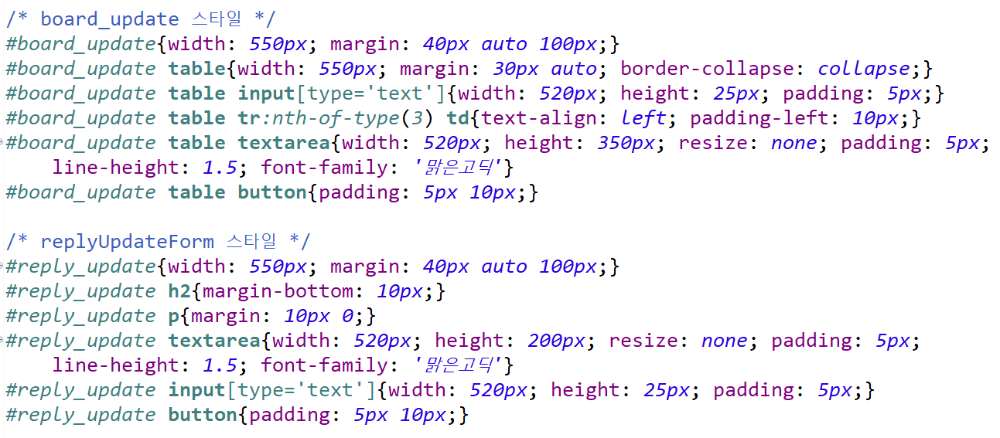 /* board_update 스타일 */
#board_update{width: 550px; margin: 40px auto 100px;}
#board_update table{width: 550px; margin: 30px auto; border-collapse: collapse;}
#board_update table input[type='text']{width: 520px; height: 25px; padding: 5px;}
#board_update table tr:nth-of-type(3) td{text-align: left; padding-left: 10px;}
#board_update table textarea{width: 520px; height: 350px; resize: none; padding: 5px;
    line-height: 1.5; font-family: '맑은고딕'}
#board_update table button{padding: 5px 10px;}

/* replyUpdateForm 스타일 */
#reply_update{width: 550px; margin: 40px auto 100px;}
#reply_update h2{margin-bottom: 10px;}
#reply_update p{margin: 10px 0;}
#reply_update textarea{width: 520px; height: 200px; resize: none; padding: 5px;
    line-height: 1.5; font-family: '맑은고딕'}
#reply_update input[type='text']{width: 520px; height: 25px; padding: 5px;}
#reply_update button{padding: 5px 10px;}